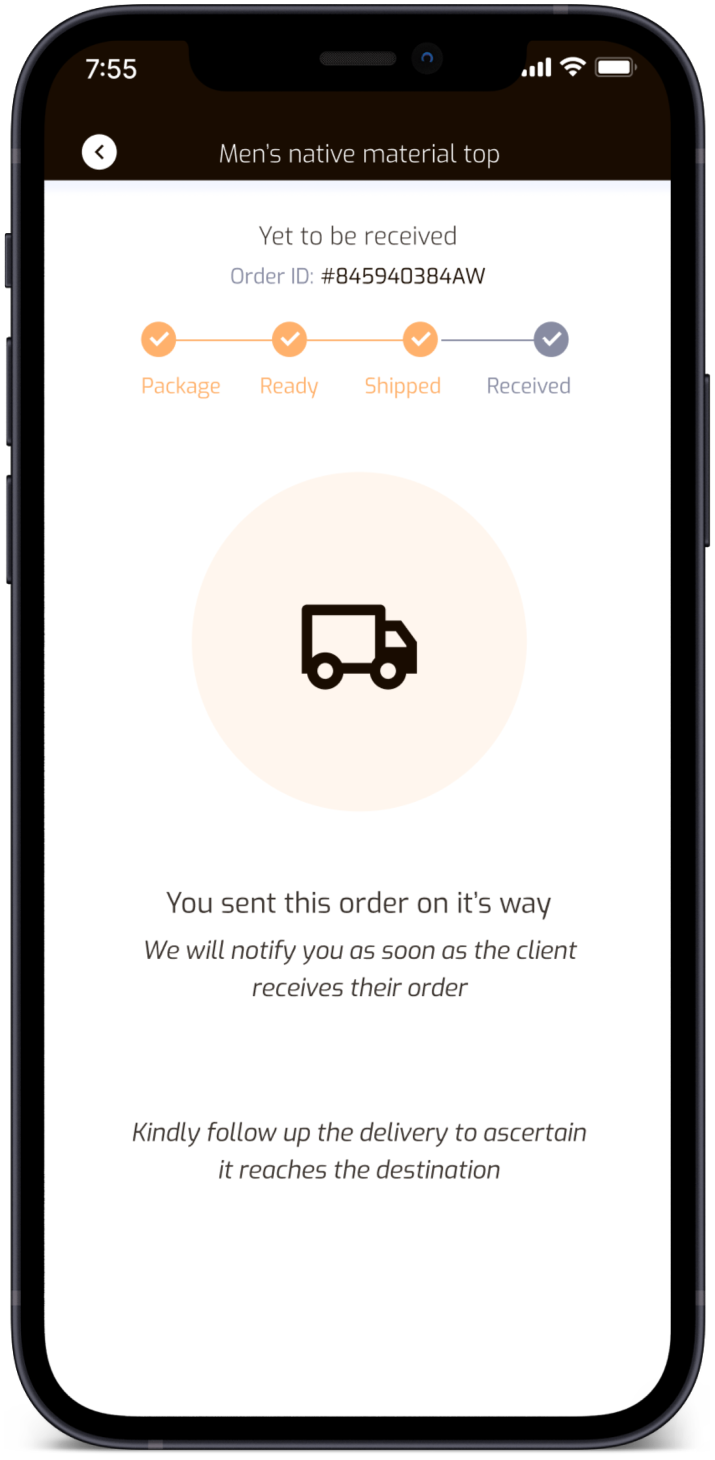 7:55
Men's native material top
Yet to be received
Order ID: #845940384AW
Package Ready Shipped Received
You sent this order on it's way
We will notify you as soon as the client
receives their order
Kindly follow up the delivery to ascertain
it reaches the destination